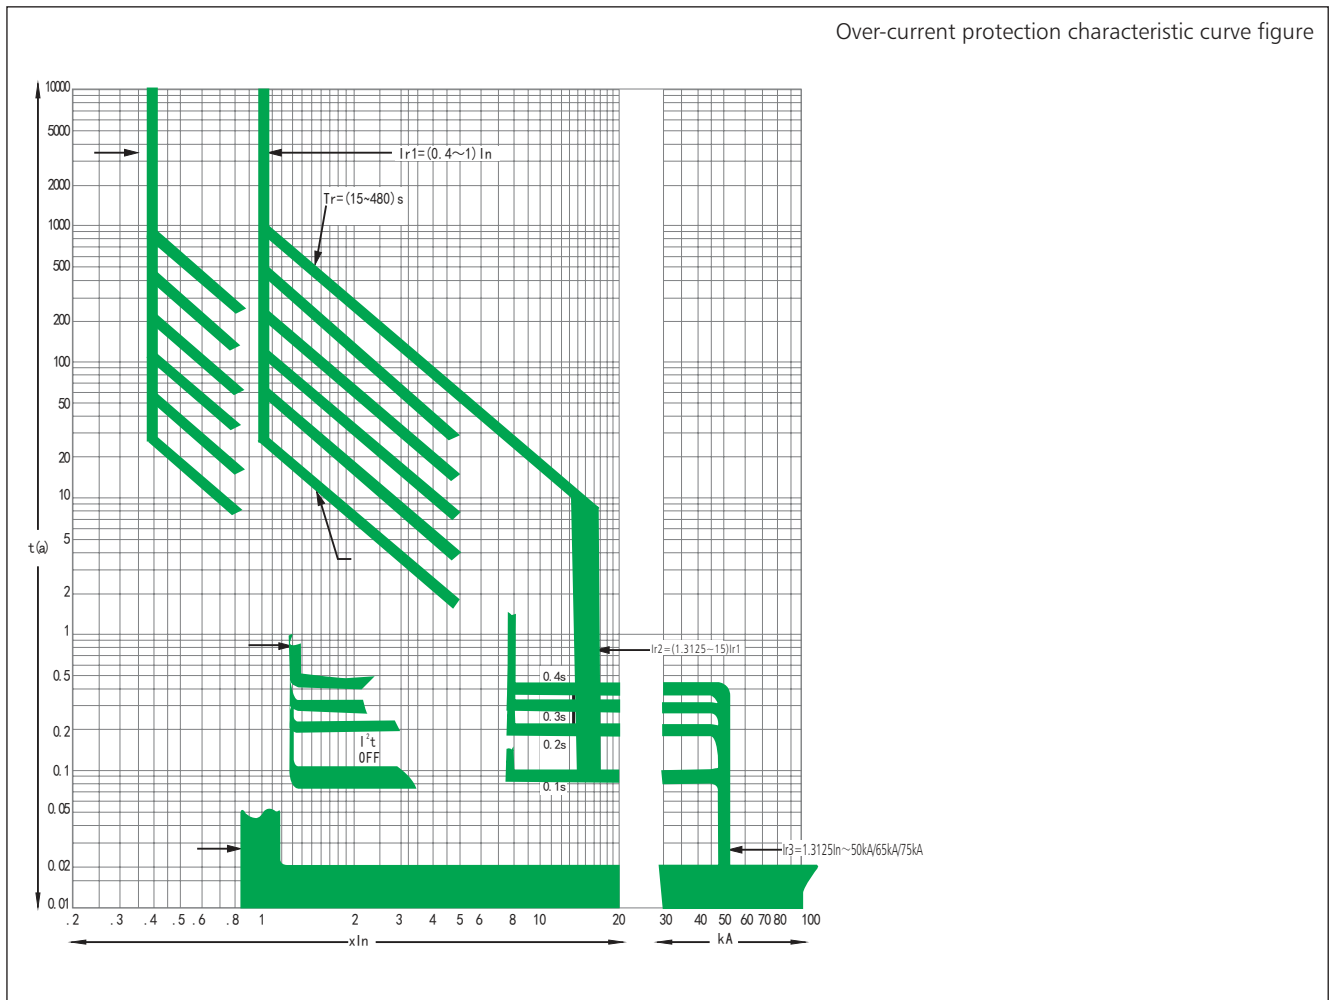 Over-current protection characteristic curve figure
10000
5000
Ir1=(0.4～1)In
2000
Tr=(15~480)s
1000
500
200
100
50
20
10
5
t(a)
2
1
Ir2=(1.3125~15)Ir1
0.5
0.4s
0.3s
0.2
I²t
OFF
0.2s
0.1
0.1s
0.05
Ir3=1.3125In～50kA/65kA/75kA
0.02
0.01
.2 .3 .4 .5 .6 .8 1 2 3 4 5 6 8 10 20 30 40 50 60 70 80 100
xIn kA